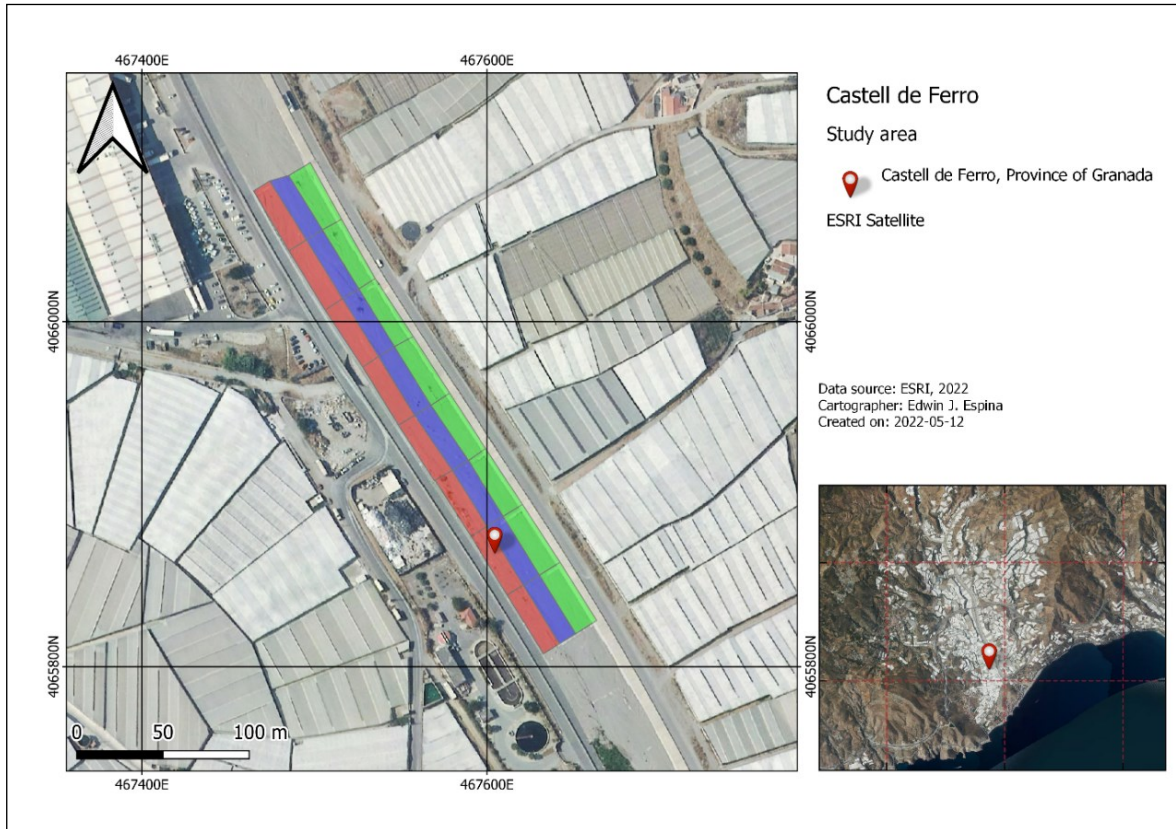 467400E
467600E
4066000N
4066000N
4065800N
4065800N
0 50 100 m
467400E
467600E
Castell de Ferro
Study area
Castell de Ferro, Province of Granada
ESRI Satellite
Data source: ESRI, 2022
Cartographer: Edwin J. Espina
Created on: 2022-05-12